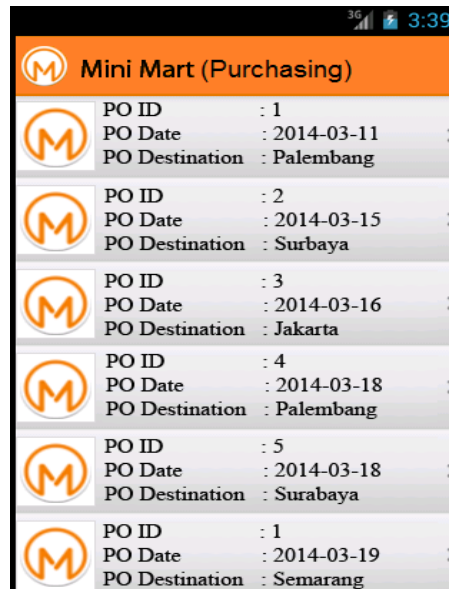 3G 3:39
Mini Mart (Purchasing)
PO ID : 1
PO Date : 2014-03-11
PO Destination : Palembang
PO ID : 2
PO Date : 2014-03-15
PO Destination : Surbaya
PO ID : 3
PO Date : 2014-03-16
PO Destination : Jakarta
PO ID : 4
PO Date : 2014-03-18
PO Destination : Palembang
PO ID : 5
PO Date : 2014-03-18
PO Destination : Surabaya
PO ID : 1
PO Date : 2014-03-19
PO Destination : Semarang